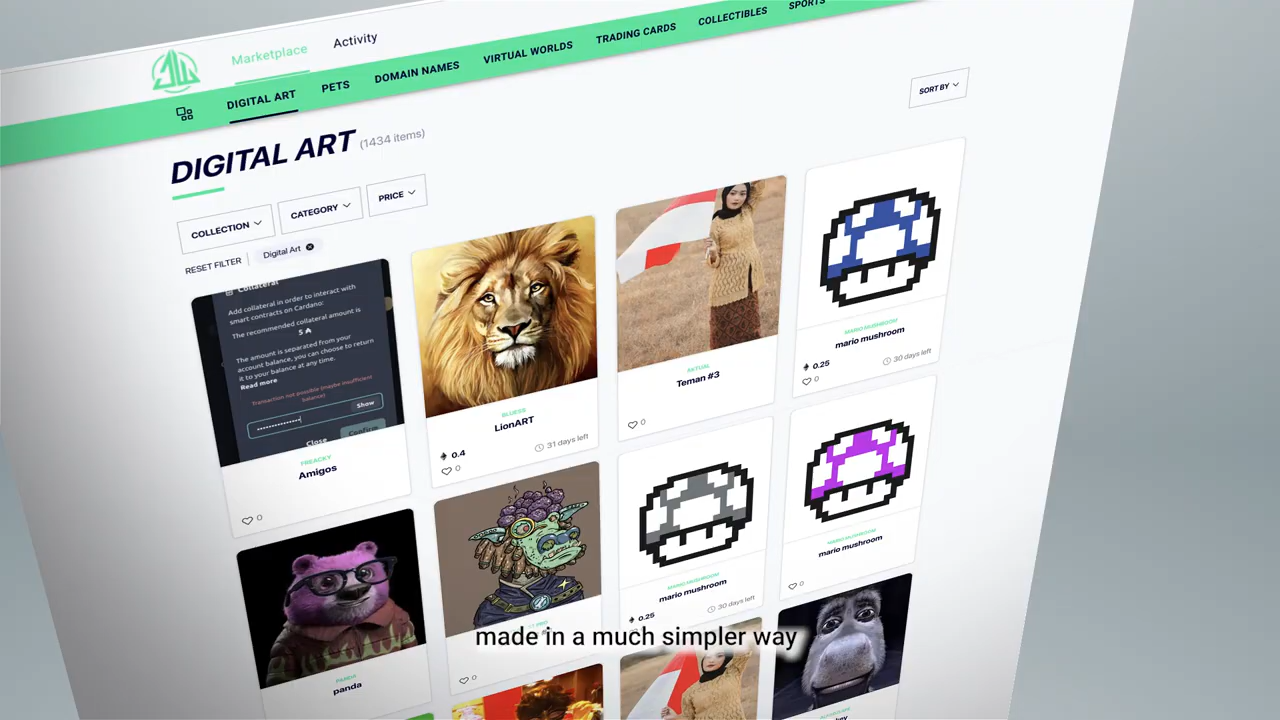 Marketplace
Activity
DIGITAL ART
PETS
DOMAIN NAMES
VIRTUAL WORLDS
TRADING CARDS
COLLECTIBLES
SPORTS
DIGITAL ART (1434 items)
SORT BY
COLLECTION
CATEGORY
PRICE
RESET FILTER
Digital Art
Collateral
Add collateral in order to interact with
smart contracts on Cardano:
The recommended collateral amount is
5 ₳
The amount is separated from your
account balance, you can choose to return
it to your balance at any time.
Read more
Transaction not possible (maybe insufficient
balance)
Show
Close
Confirm
FREACKY
Amigos
0
BLUESS
LionART
0.4
31 days left
0
AKTUAL
Teman #3
0
MARIO MUSHROOM
mario mushroom
0.25
30 days left
0
PANDA
panda
0
MARIO MUSHROOM
mario mushroom
0.25
30 days left
MARIO MUSHROOM
mario mushroom
0
made in a much simpler way